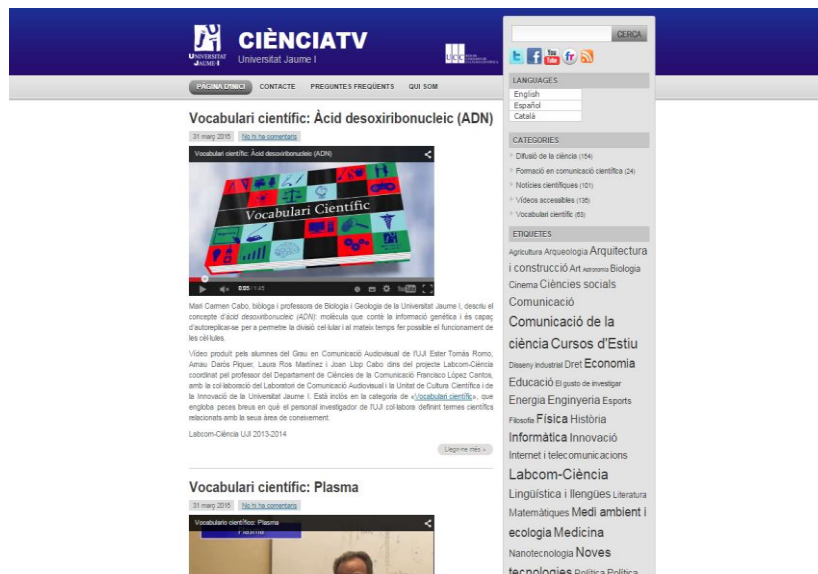 UNIVERSITAT
JAUME I
CIÈNCIATV
Universitat Jaume I
UCC
CERCA
You
Tube
fr
PÀGINA D'INICI
CONTACTE
PREGUNTES FREQÜENTS
QUI SOM
LANGUAGES
English
Español
Català
Vocabulari científic: Àcid desoxiribonucleic (ADN)
31 març 2015
No hi ha comentaris
Vocabulari científic: Àcid desoxiribonucleic (ADN)
Vocabulari Científic
0:05 / 1:45
YouTube
Mari Carmen Cabo, biòloga i professora de Biologia i Geologia de la Universitat Jaume I, descriu el
concepte d'àcid desoxiribonucleic (ADN): molècula que conté la informació genètica i és capaç
d'autoreplicar-se per a permetre la divisió cel·lular i al mateix temps fer possible el funcionament de
les cèl·lules.
Vídeo produït pels alumnes del Grau en Comunicació Audiovisual de l'UJI Ester Tomás Romo,
Arnau Darós Piquer, Laura Ros Martínez i Joan Llop Cabo dins del projecte Labcom-Ciència
coordinat pel professor del Departament de Ciències de la Comunicació Francisco López Cantos,
amb la col·laboració del Laboratori de Comunicació Audiovisual i la Unitat de Cultura Científica i de
la Innovació de la Universitat Jaume I. Està inclòs en la categoria de «Vocabulari científic», que
engloba peces breus en què el personal investigador de l'UJI col·labora definint termes científics
relacionats amb la seua àrea de coneixement.
Labcom-Ciència UJI 2013-2014
Llegir-ne més »
Vocabulari científic: Plasma
31 març 2015
No hi ha comentaris
Vocabulario científico: Plasma
CATEGORIES
Difusió de la ciència (154)
Formació en comunicació científica (24)
Notícies científiques (101)
Vídeos accessibles (135)
Vocabulari científic (63)
ETIQUETES
Agricultura Arqueologia Arquitectura
i construcció Art Astronomia Biologia
Cinema Ciències socials
Comunicació
Comunicació de la
ciència Cursos d'Estiu
Disseny industrial Dret Economia
Educació El gusto de investigar
Energia Enginyeria Esports
Filosofia Física Història
Informàtica Innovació
Internet i telecomunicacions
Labcom-Ciència
Lingüística i llengües Literatura
Matemàtiques Medi ambient i
ecologia Medicina
Nanotecnologia Noves
tecnologies Política Política